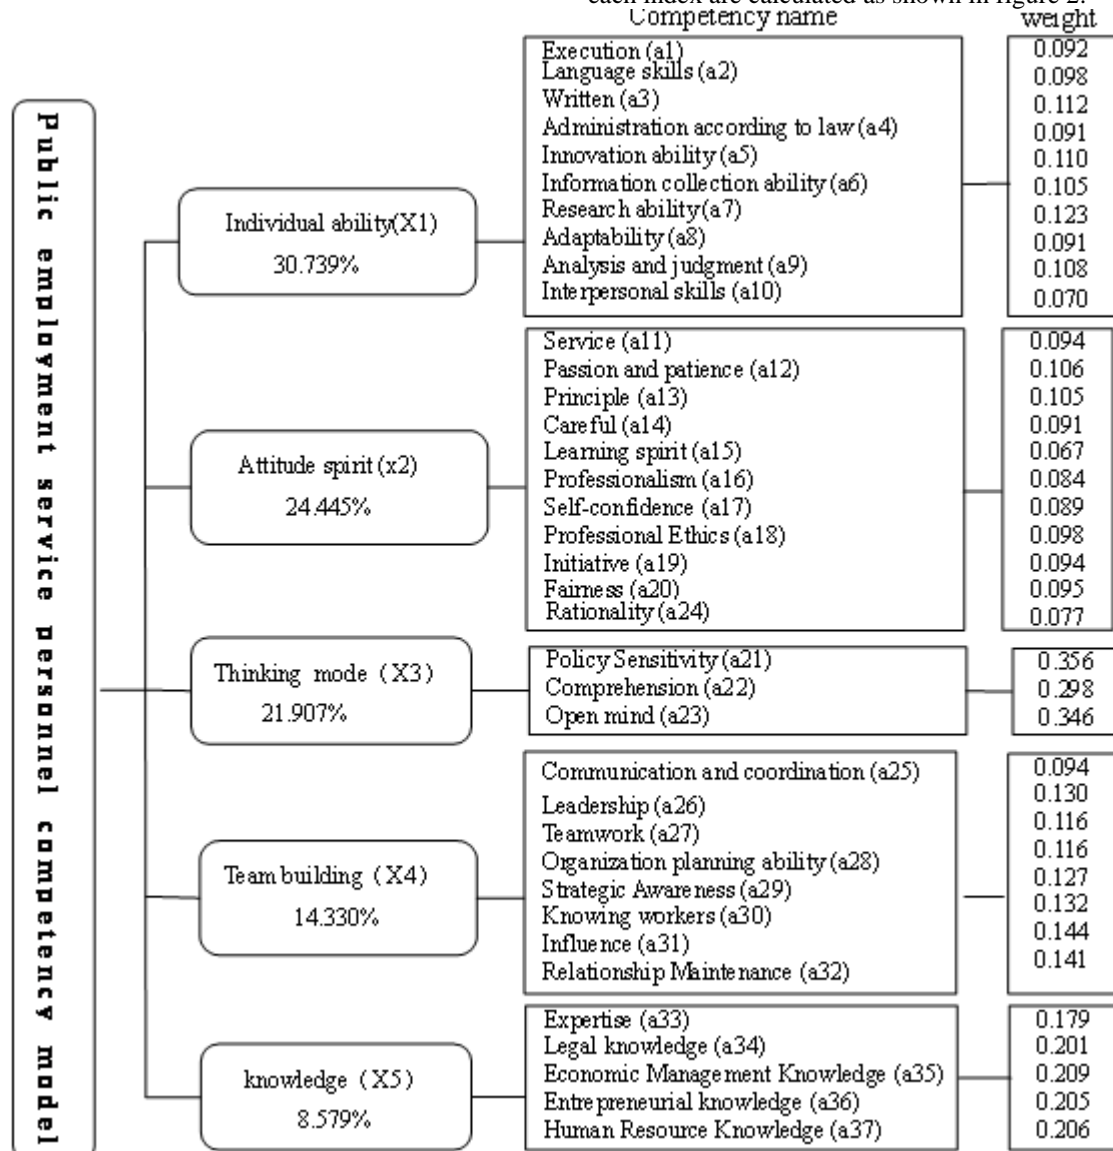 each index are calculated as shown in figure 2.
Competency name weight
Public employment service personnel competency model
Individual ability(X1)
30.739%
Execution (a1) 0.092
Language skills (a2) 0.098
Written (a3) 0.112
Administration according to law (a4) 0.091
Innovation ability (a5) 0.110
Information collection ability (a6) 0.105
Research ability (a7) 0.123
Adaptability (a8) 0.091
Analysis and judgment (a9) 0.108
Interpersonal skills (a10) 0.070
Attitude spirit (x2)
24.445%
Service (a11) 0.094
Passion and patience (a12) 0.106
Principle (a13) 0.105
Careful (a14) 0.091
Learning spirit (a15) 0.067
Professionalism (a16) 0.084
Self-confidence (a17) 0.089
Professional Ethics (a18) 0.098
Initiative (a19) 0.094
Fairness (a20) 0.095
Rationality (a24) 0.077
Thinking mode (X3)
21.907%
Policy Sensitivity (a21) 0.356
Comprehension (a22) 0.298
Open mind (a23) 0.346
Team building (X4)
14.330%
Communication and coordination (a25) 0.094
Leadership (a26) 0.130
Teamwork (a27) 0.116
Organization planning ability (a28) 0.116
Strategic Awareness (a29) 0.127
Knowing workers (a30) 0.132
Influence (a31) 0.144
Relationship Maintenance (a32) 0.141
knowledge (X5)
8.579%
Expertise (a33) 0.179
Legal knowledge (a34) 0.201
Economic Management Knowledge (a35) 0.209
Entrepreneurial knowledge (a36) 0.205
Human Resource Knowledge (a37) 0.206